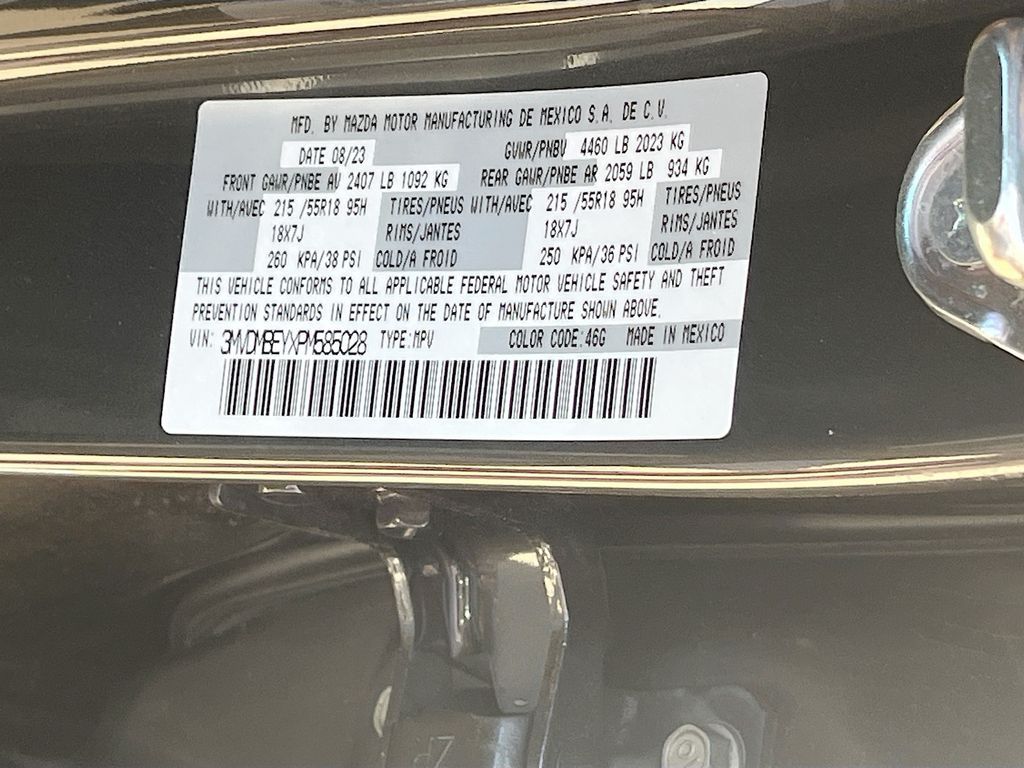 MFD. BY MAZDA MOTOR MANUFACTURING DE MEXICO S.A. DE C.V.
DATE 08/23 GVWR/PNBV 4460 LB 2023 KG
FRONT GAWR/PNBE AV 2407 LB 1092 KG REAR GAWR/PNBE AR 2059 LB 934 KG
WITH/AVEC 215 /55R18 95H TIRES/PNEUS WITH/AVEC 215 /55R18 95H TIRES/PNEUS
18X7J RIMS/JANTES 18X7J RIMS/JANTES
260 KPA/38 PSI COLD/A FROID 250 KPA/36 PSI COLD/A FROID
THIS VEHICLE CONFORMS TO ALL APPLICABLE FEDERAL MOTOR VEHICLE SAFETY AND THEFT
PREVENTION STANDARDS IN EFFECT ON THE DATE OF MANUFACTURE SHOWN ABOVE.
VIN: 3MVDMBEYXPM585028 TYPE:MPV COLOR CODE:46G MADE IN MEXICO